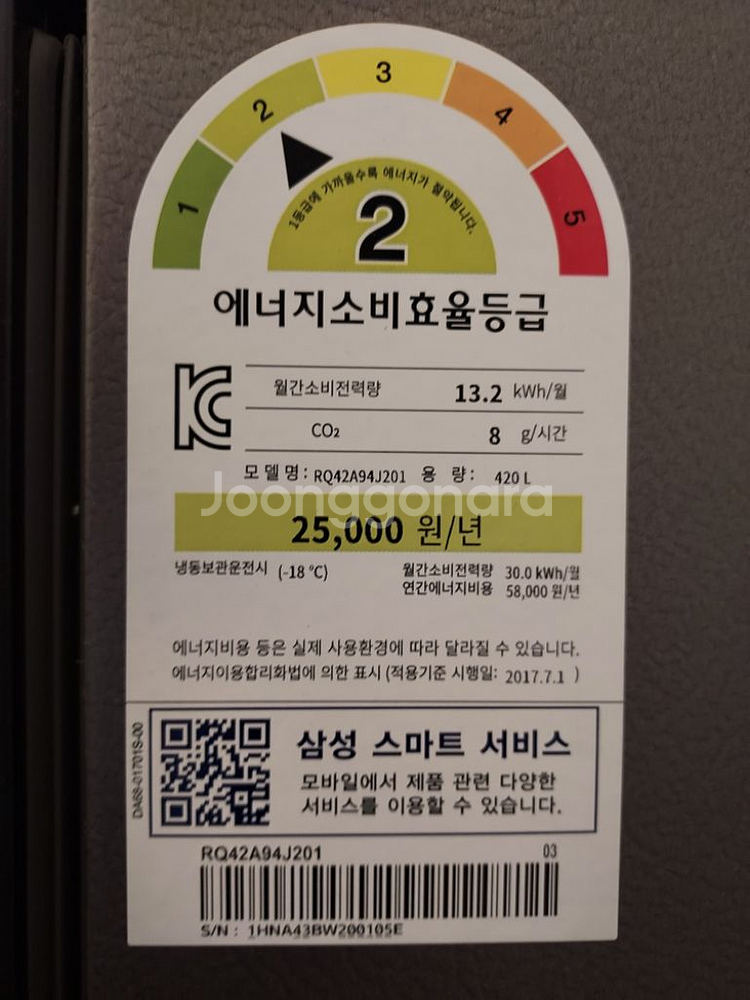 1
2
3
4
5
1등급에 가까울수록 에너지가 절약됩니다.
2
에너지소비효율등급
월간소비전력량 13.2 kWh/월
CO₂ 8 g/시간
모델명: RQ42A94J201 용 량: 420 L
Joonggonara
25,000 원/년
냉동보관운전시 (-18 ℃) 월간소비전력량 30.0 kWh/월
연간에너지비용 58,000 원/년
에너지비용 등은 실제 사용환경에 따라 달라질 수 있습니다.
에너지이용합리화법에 의한 표시 (적용기준 시행일: 2017.7.1 )
DA68-01701S-00
삼성 스마트 서비스
모바일에서 제품 관련 다양한
서비스를 이용할 수 있습니다.
RQ42A94J201 03
S/N : 1HNA43BW200105E